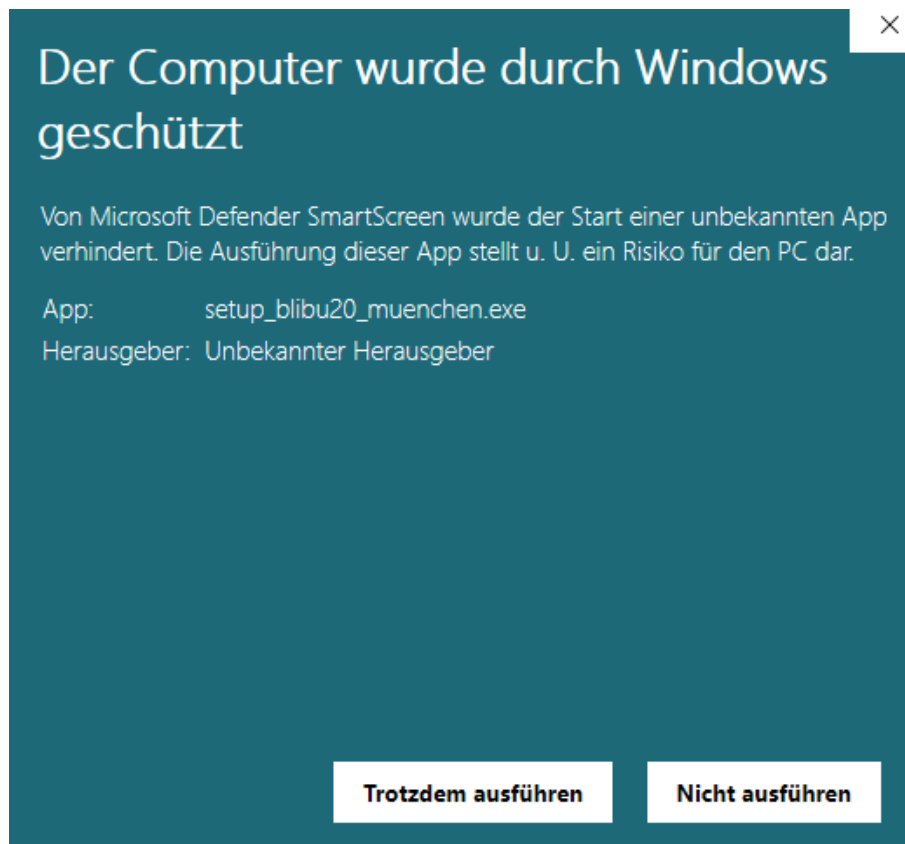 Der Computer wurde durch Windows
geschützt
Von Microsoft Defender SmartScreen wurde der Start einer unbekannten App
verhindert. Die Ausführung dieser App stellt u. U. ein Risiko für den PC dar.
App: setup_blibu20_muenchen.exe
Herausgeber: Unbekannter Herausgeber
Trotzdem ausführen Nicht ausführen